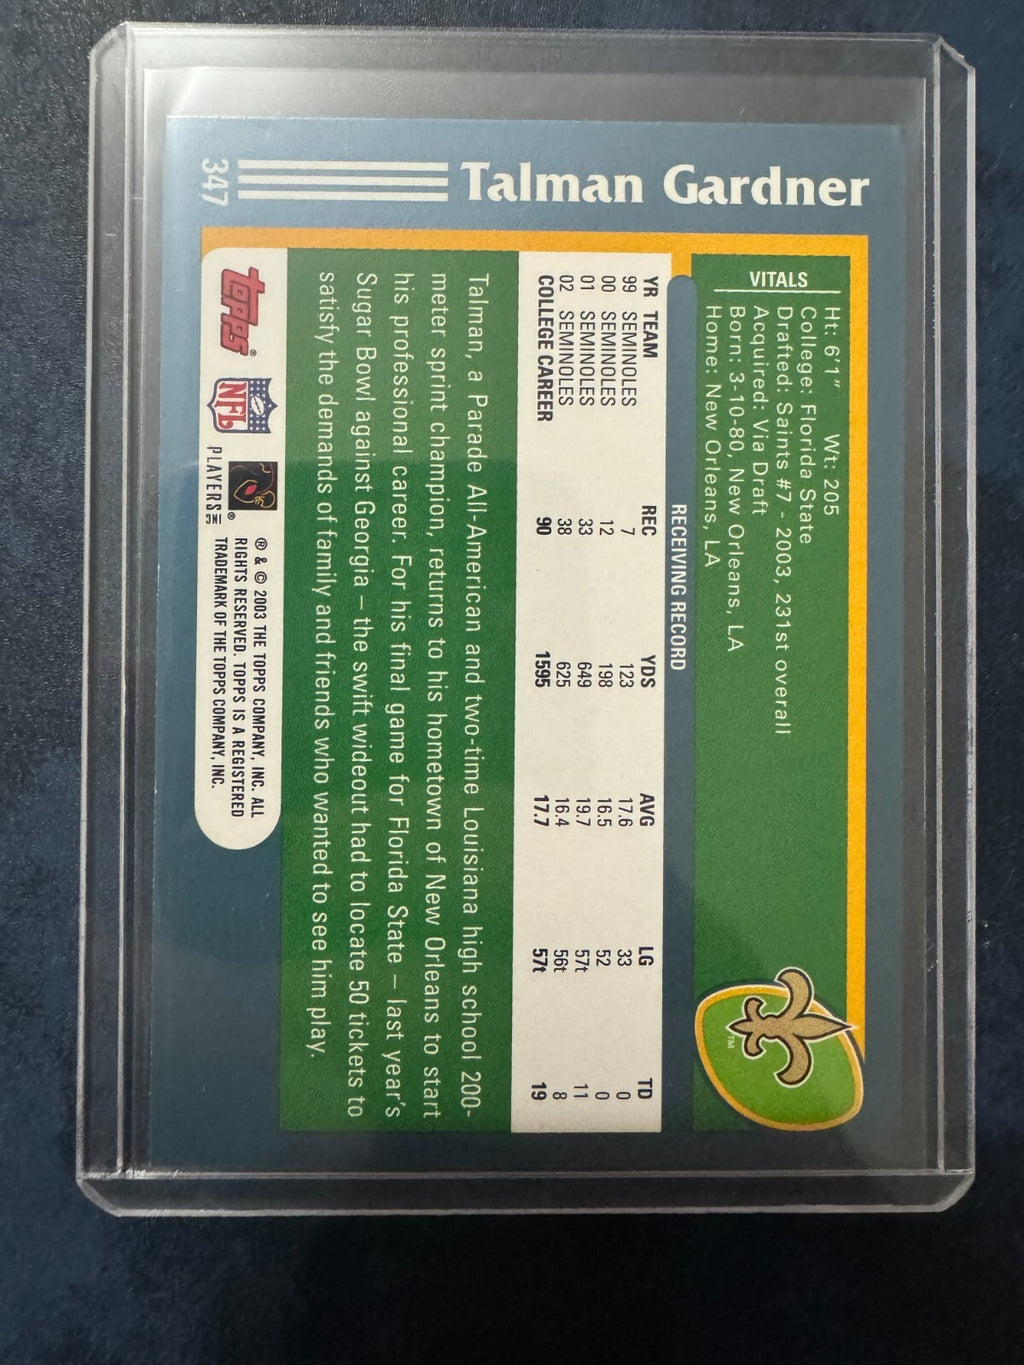 Talman Gardner
347
VITALS
Ht: 6'1" Wt: 205
College: Florida State
Drafted: Saints #7 - 2003, 231st overall
Acquired: Via Draft
Born: 3-10-80, New Orleans, LA
Home: New Orleans, LA
™
RECEIVING RECORD
YR TEAM REC YDS AVG LG TD
99 SEMINOLES 7 123 17.6 33 0
00 SEMINOLES 12 198 16.5 52 0
01 SEMINOLES 33 649 19.7 57t 11
02 SEMINOLES 38 625 16.4 56t 8
COLLEGE CAREER 90 1595 17.7 57t 19
Talman, a Parade All-American and two-time Louisiana high school 200-
meter sprint champion, returns to his hometown of New Orleans to start
his professional career. For his final game for Florida State – last year's
Sugar Bowl against Georgia – the swift wideout had to locate 50 tickets to
satisfy the demands of family and friends who wanted to see him play.
topps®
NFL
PLAYERS INC ®
® & © 2003 THE TOPPS COMPANY, INC. ALL
RIGHTS RESERVED. TOPPS IS A REGISTERED
TRADEMARK OF THE TOPPS COMPANY, INC.